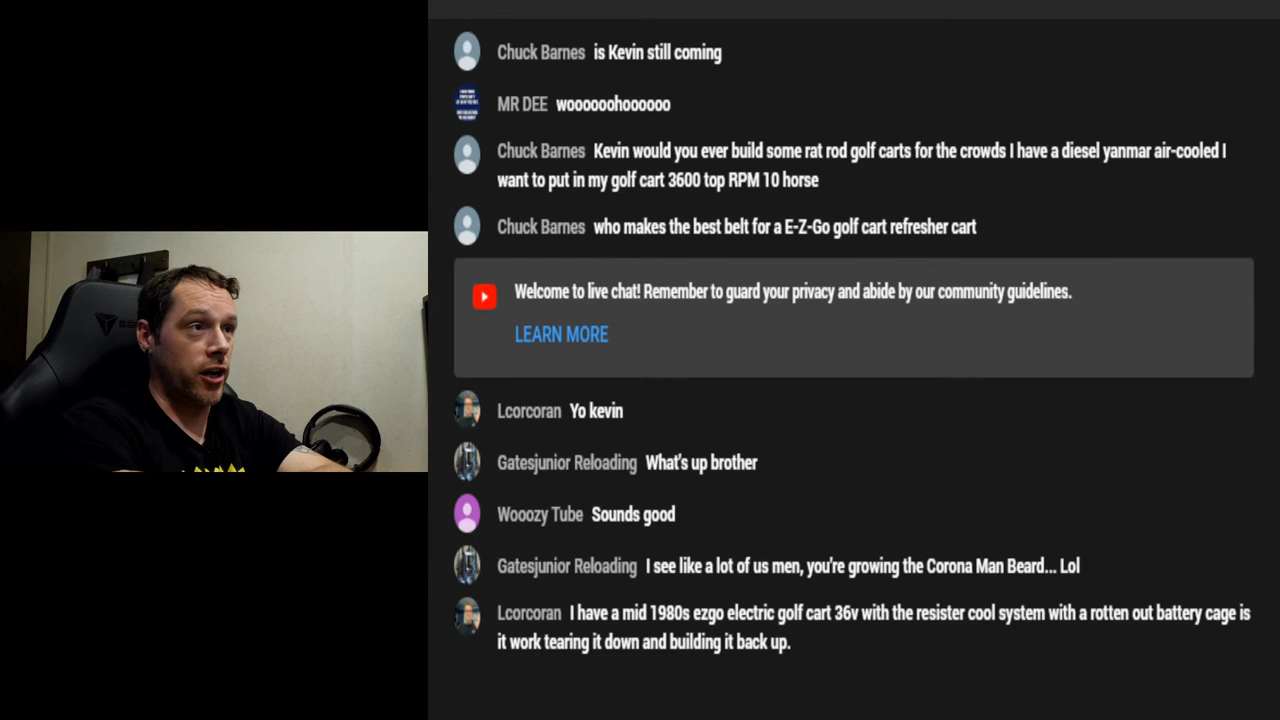 Chuck Barnes is Kevin still coming
MR DEE woooooohoooooo
Chuck Barnes Kevin would you ever build some rat rod golf carts for the crowds I have a diesel yanmar air-cooled I
want to put in my golf cart 3600 top RPM 10 horse
Chuck Barnes who makes the best belt for a E-Z-Go golf cart refresher cart
Welcome to live chat! Remember to guard your privacy and abide by our community guidelines.
LEARN MORE
Lcorcoran Yo kevin
Gatesjunior Reloading What's up brother
Wooozy Tube Sounds good
Gatesjunior Reloading I see like a lot of us men, you're growing the Corona Man Beard... Lol
Lcorcoran I have a mid 1980s ezgo electric golf cart 36v with the resister cool system with a rotten out battery cage is
it work tearing it down and building it back up.